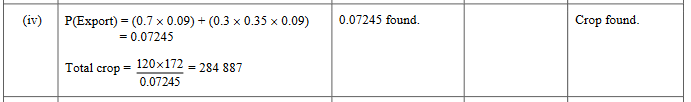 (iv) P(Export) = (0.7 × 0.09) + (0.3 × 0.35 × 0.09) 0.07245 found. Crop found.
= 0.07245
Total crop = 120×172 / 0.07245 = 284 887